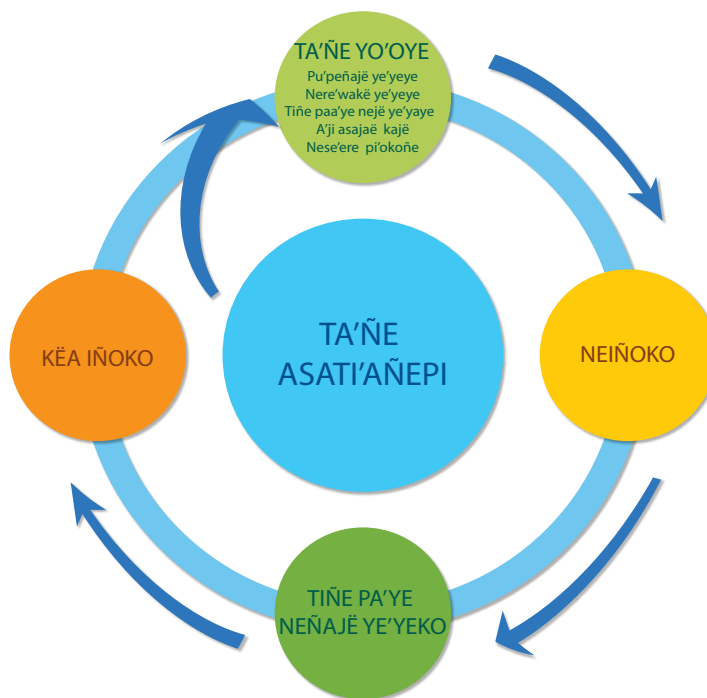 TA'ÑE YO'OYE
Pu'peñajë ye'yeye
Nere'wakë ye'yeye
Tiñe paa'ye nejë ye'yaye
A'ji asajaë kajë
Nese'ere pi'okoñe
TA'ÑE
ASATI'AÑEPI
KËA IÑOKO
NEIÑOKO
TIÑE PA'YE
NEÑAJË YE'YEKO